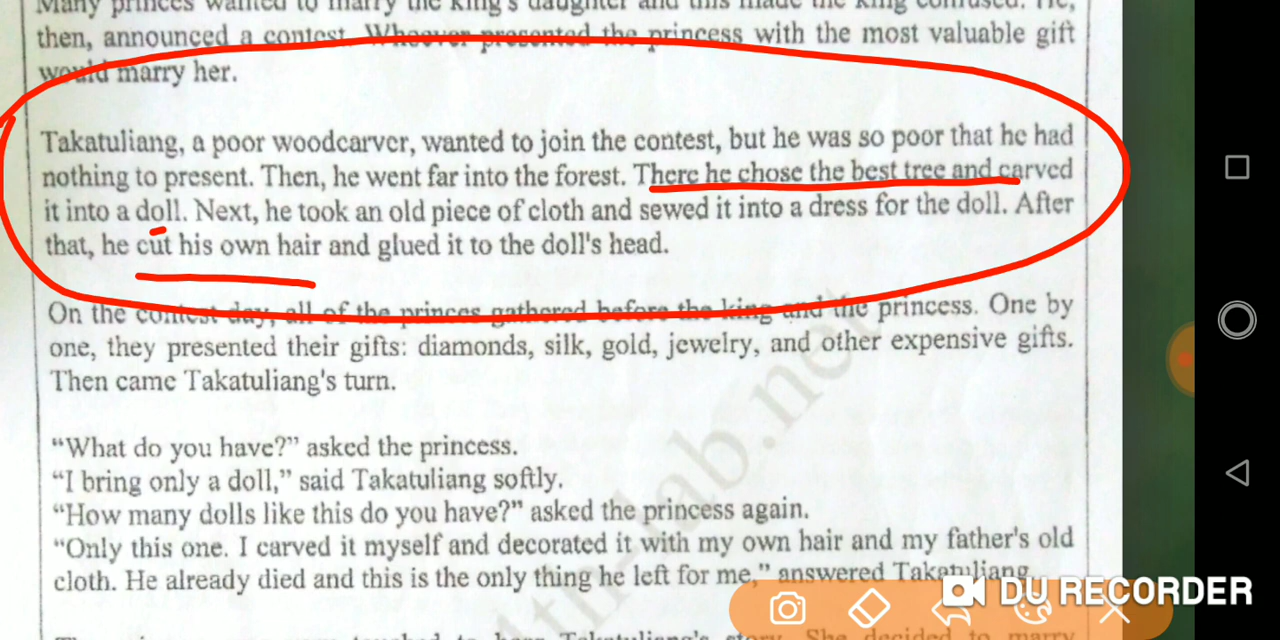 Many princes wanted to marry the king's daughter and this made the king confused. He,
then, announced a contest. Whoever presented the princess with the most valuable gift
would marry her.
Takatuliang, a poor woodcarver, wanted to join the contest, but he was so poor that he had
nothing to present. Then, he went far into the forest. There he chose the best tree and carved
it into a doll. Next, he took an old piece of cloth and sewed it into a dress for the doll. After
that, he cut his own hair and glued it to the doll's head.
On the contest day, all of the princes gathered before the king and the princess. One by
one, they presented their gifts: diamonds, silk, gold, jewelry, and other expensive gifts.
Then came Takatuliang's turn.
“What do you have?” asked the princess.
“I bring only a doll,” said Takatuliang softly.
“How many dolls like this do you have?” asked the princess again.
“Only this one. I carved it myself and decorated it with my own hair and my father's old
cloth. He already died and this is the only thing he left for me,” answered Takatuliang.
to hear Takatuliang's story. She decided to marry
DU RECORDER